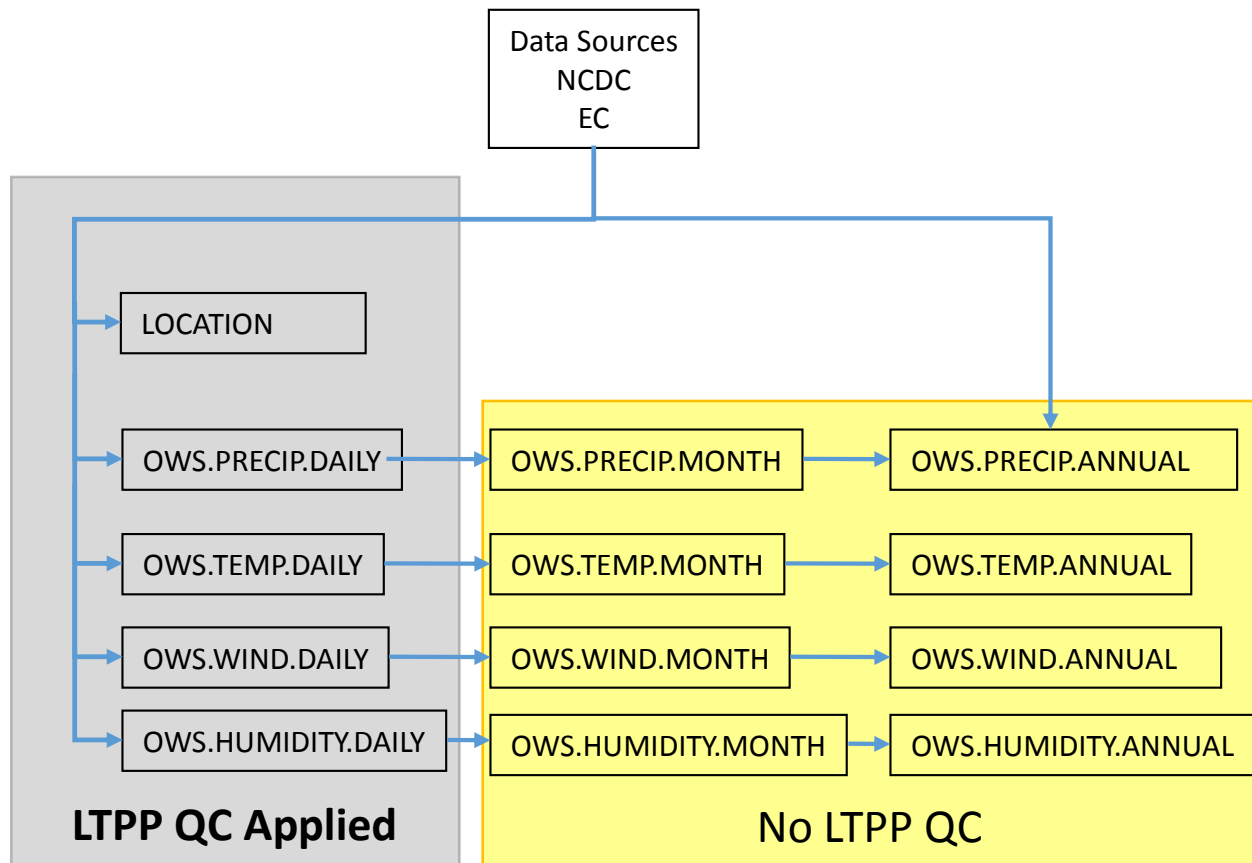 Data Sources
NCDC
EC
LOCATION
OWS.PRECIP.DAILY
OWS.PRECIP.MONTH
OWS.PRECIP.ANNUAL
OWS.TEMP.DAILY
OWS.TEMP.MONTH
OWS.TEMP.ANNUAL
OWS.WIND.DAILY
OWS.WIND.MONTH
OWS.WIND.ANNUAL
OWS.HUMIDITY.DAILY
OWS.HUMIDITY.MONTH
OWS.HUMIDITY.ANNUAL
LTPP QC Applied
No LTPP QC